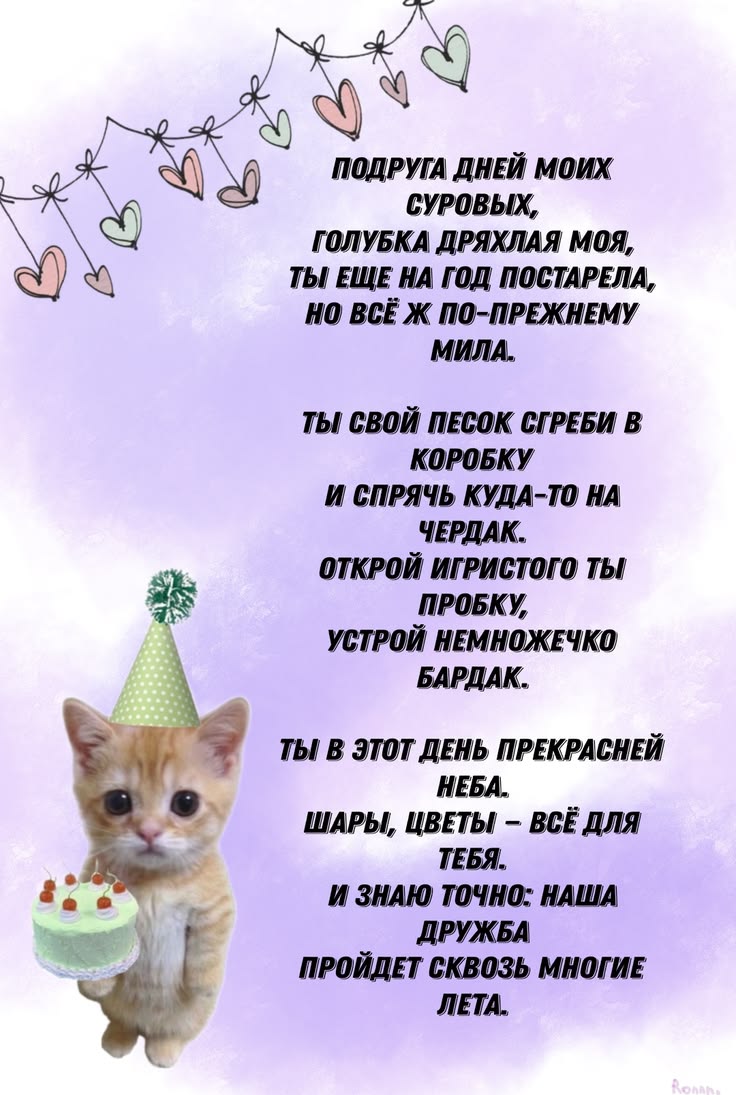 ПОДРУГА ДНЕЙ МОИХ
СУРОВЫХ,
ГОЛУБКА ДРЯХЛАЯ МОЯ,
ТЫ ЕЩЕ НА ГОД ПОСТАРЕЛА,
НО ВСЁ Ж ПО-ПРЕЖНЕМУ
МИЛА.
ТЫ СВОЙ ПЕСОК СГРЕБИ В
КОРОБКУ
И СПРЯЧЬ КУДА-ТО НА
ЧЕРДАК.
ОТКРОЙ ИГРИСТОГО ТЫ
ПРОБКУ,
УСТРОЙ НЕМНОЖЕЧКО
БАРДАК.
ТЫ В ЭТОТ ДЕНЬ ПРЕКРАСНЕЙ
НЕБА.
ШАРЫ, ЦВЕТЫ – ВСЁ ДЛЯ
ТЕБЯ.
И ЗНАЮ ТОЧНО: НАША
ДРУЖБА
ПРОЙДЕТ СКВОЗЬ МНОГИЕ
ЛЕТА.